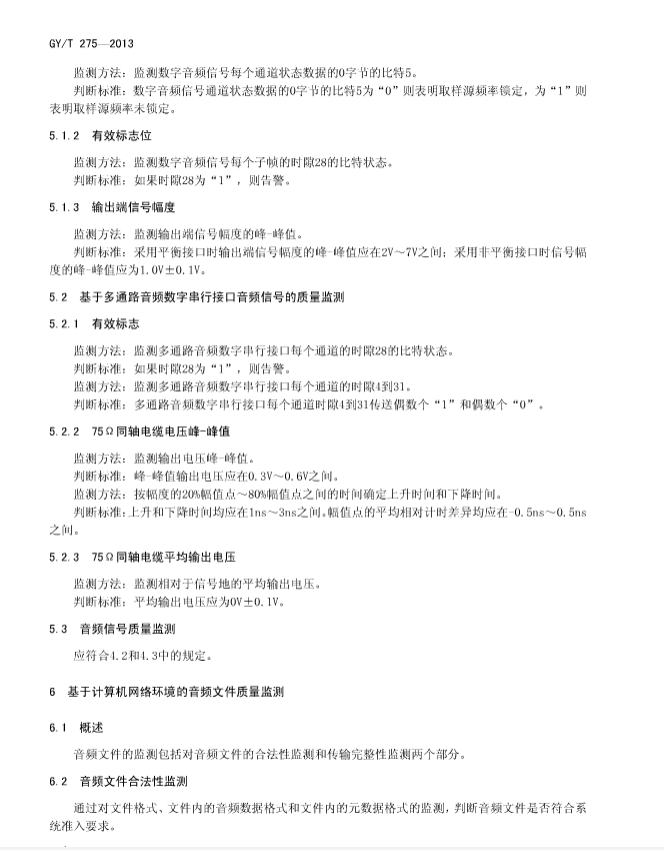 GY/T 275—2013
监测方法：监测数字音频信号每个通道状态数据的0字节的比特5。
判断标准：数字音频信号通道状态数据的0字节的比特5为“0”则表明取样源频率锁定，为“1”则
表明取样源频率未锁定。
5.1.2 有效标志位
监测方法：监测数字音频信号每个子帧的时隙28的比特状态。
判断标准：如果时隙28为“1”，则告警。
5.1.3 输出端信号幅度
监测方法：监测输出端信号幅度的峰-峰值。
判断标准：采用平衡接口时输出端信号幅度的峰-峰值应在2V～7V之间；采用非平衡接口时信号幅
度的峰-峰值应为1.0V±0.1V。
5.2 基于多通路音频数字串行接口音频信号的质量监测
5.2.1 有效标志
监测方法：监测多通路音频数字串行接口每个通道的时隙28的比特状态。
判断标准：如果时隙28为“1”，则告警。
监测方法：监测多通路音频数字串行接口每个通道的时隙4到31。
判断标准：多通路音频数字串行接口每个通道时隙4到31传送偶数个“1”和偶数个“0”。
5.2.2 75Ω同轴电缆电压峰-峰值
监测方法：监测输出电压峰-峰值。
判断标准：峰-峰值输出电压应在0.3V～0.6V之间。
监测方法：按幅度的20%幅值点～80%幅值点之间的时间确定上升时间和下降时间。
判断标准：上升和下降时间均应在1ns～3ns之间。幅值点的平均相对计时差异均应在-0.5ns～0.5ns
之间。
5.2.3 75Ω同轴电缆平均输出电压
监测方法：监测相对于信号地的平均输出电压。
判断标准：平均输出电压应为0V±0.1V。
5.3 音频信号质量监测
应符合4.2和4.3中的规定。
6 基于计算机网络环境的音频文件质量监测
6.1 概述
音频文件的监测包括对音频文件的合法性监测和传输完整性监测两个部分。
6.2 音频文件合法性监测
通过对文件格式、文件内的音频数据格式和文件内的元数据格式的监测，判断音频文件是否符合系
统准入要求。